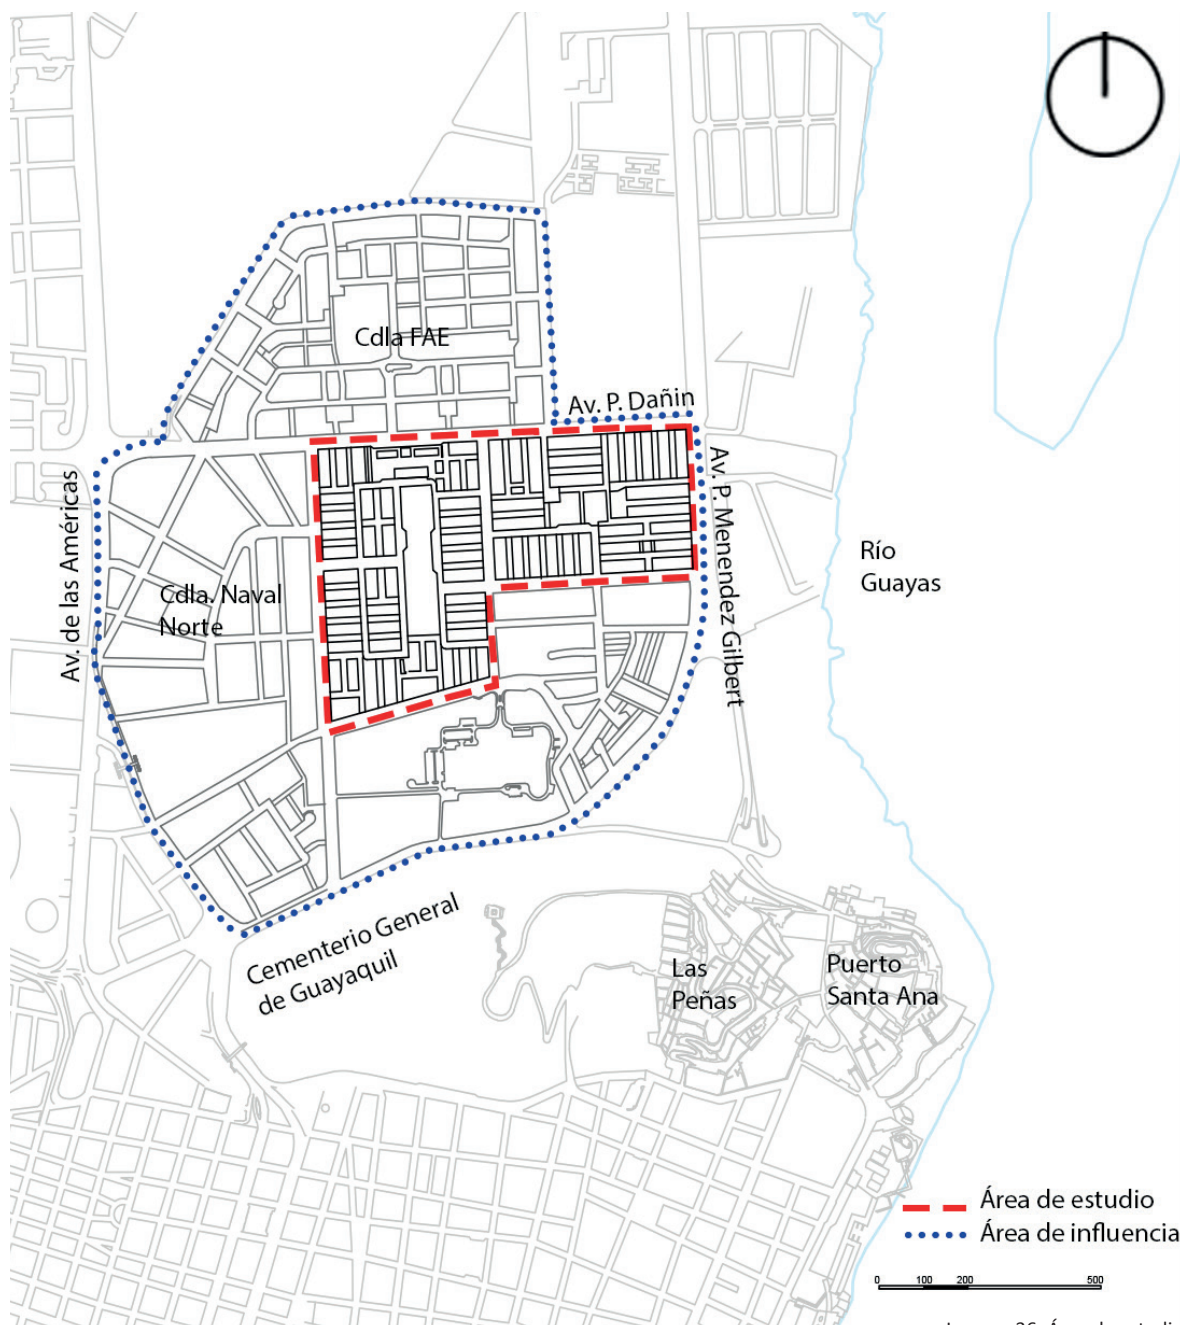 Cdla FAE
Av. P. Dañin
Av. de las Américas
Av. P. Menendez Gilbert
Río
Guayas
Cdla. Naval
Norte
Cementerio General
de Guayaquil
Las
Peñas
Puerto
Santa Ana
Área de estudio
Área de influencia
0 100 200 500